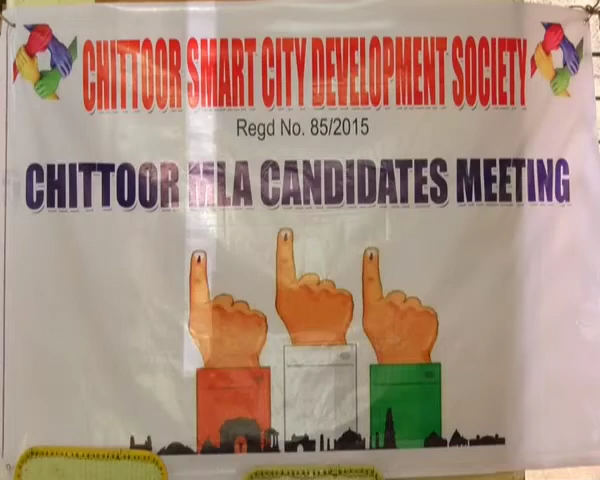 CHITTOOR SMART CITY DEVELOPMENT SOCIETY
Regd No. 85/2015
CHITTOOR MLA CANDIDATES MEETING